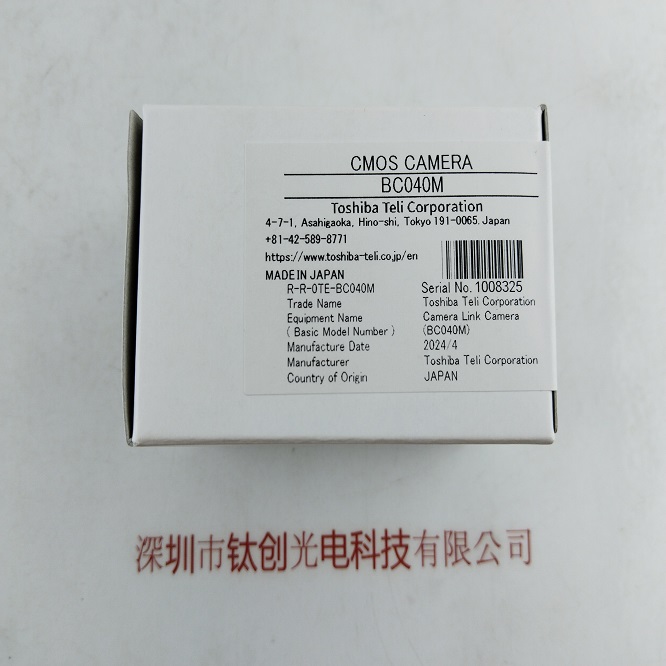 CMOS CAMERA
BC040M
Toshiba Teli Corporation
4-7-1, Asahigaoka, Hino-shi, Tokyo 191-0065. Japan
+81-42-589-8771
https://www.toshiba-teli.co.jp/en
MADE IN JAPAN
R-R-OTE-BC040M Serial No. 1008325
Trade Name Toshiba Teli Corporation
Equipment Name Camera Link Camera
( Basic Model Number ) (BC040M)
Manufacture Date 2024/4
Manufacturer Toshiba Teli Corporation
Country of Origin JAPAN
深圳市钛创光电科技有限公司